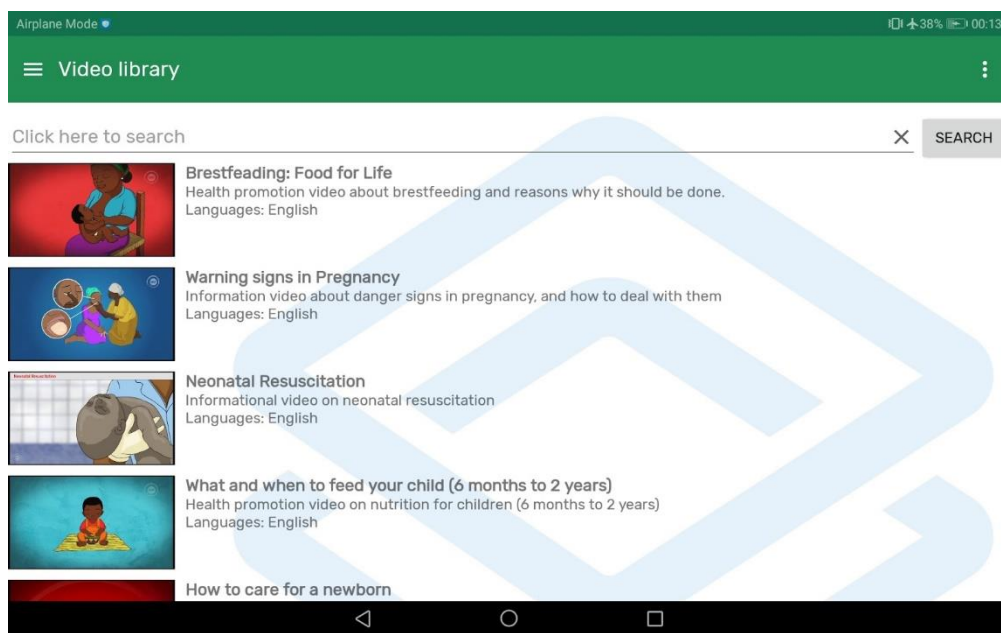 Airplane Mode
38% 00:13
Video library
Click here to search
SEARCH
Brestfeading: Food for Life
Health promotion video about brestfeeding and reasons why it should be done.
Languages: English
Warning signs in Pregnancy
Information video about danger signs in pregnancy, and how to deal with them
Languages: English
Neonatal Resuscitation
Neonatal Resuscitation
Informational video on neonatal resuscitation
Languages: English
What and when to feed your child (6 months to 2 years)
Health promotion video on nutrition for children (6 months to 2 years)
Languages: English
How to care for a newborn